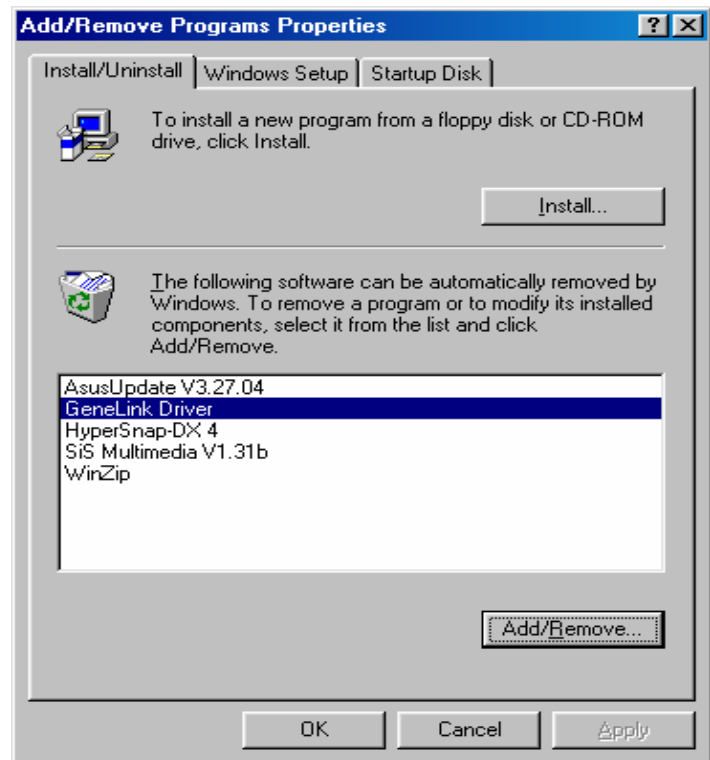 Add/Remove Programs Properties
Install/Uninstall
Windows Setup
Startup Disk
To install a new program from a floppy disk or CD-ROM
drive, click Install.
Install...
The following software can be automatically removed by
Windows. To remove a program or to modify its installed
components, select it from the list and click
Add/Remove.
AsusUpdate V3.27.04
GeneLink Driver
HyperSnap-DX 4
SiS Multimedia V1.31b
WinZip
Add/Remove...
OK
Cancel
Apply